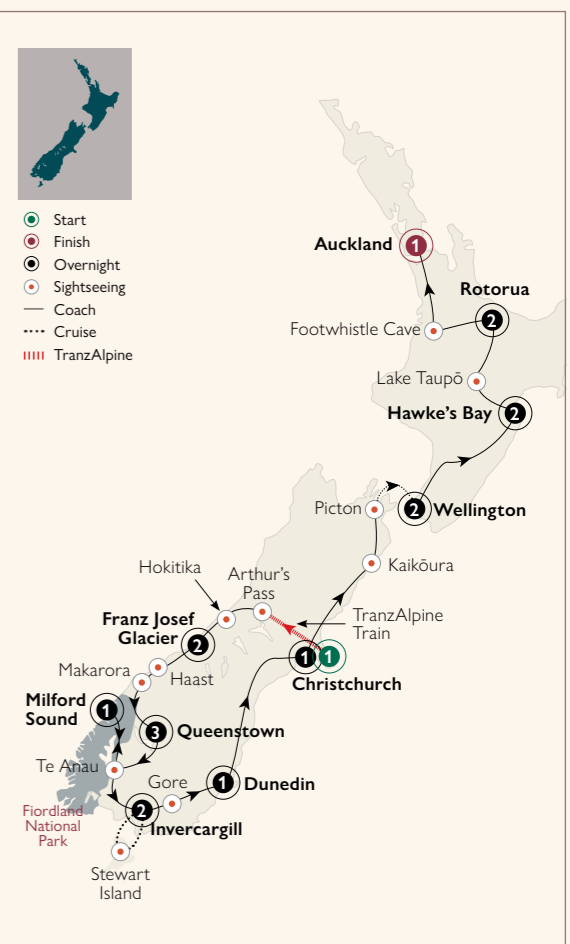 Start
Finish
Overnight
Sightseeing
Coach
Cruise
TranzAlpine
Auckland
1
Rotorua
2
Footwhistle Cave
Lake Taupō
Hawke's Bay
2
Picton
2
Wellington
Kaikōura
Hokitika
Arthur's
Pass
TranzAlpine
Train
Franz Josef
Glacier
2
1
1
Christchurch
Makarora
Haast
Milford
Sound
1
3
Queenstown
Te Anau
Gore
1
Dunedin
Fiordland
National
Park
2
Invercargill
Stewart
Island